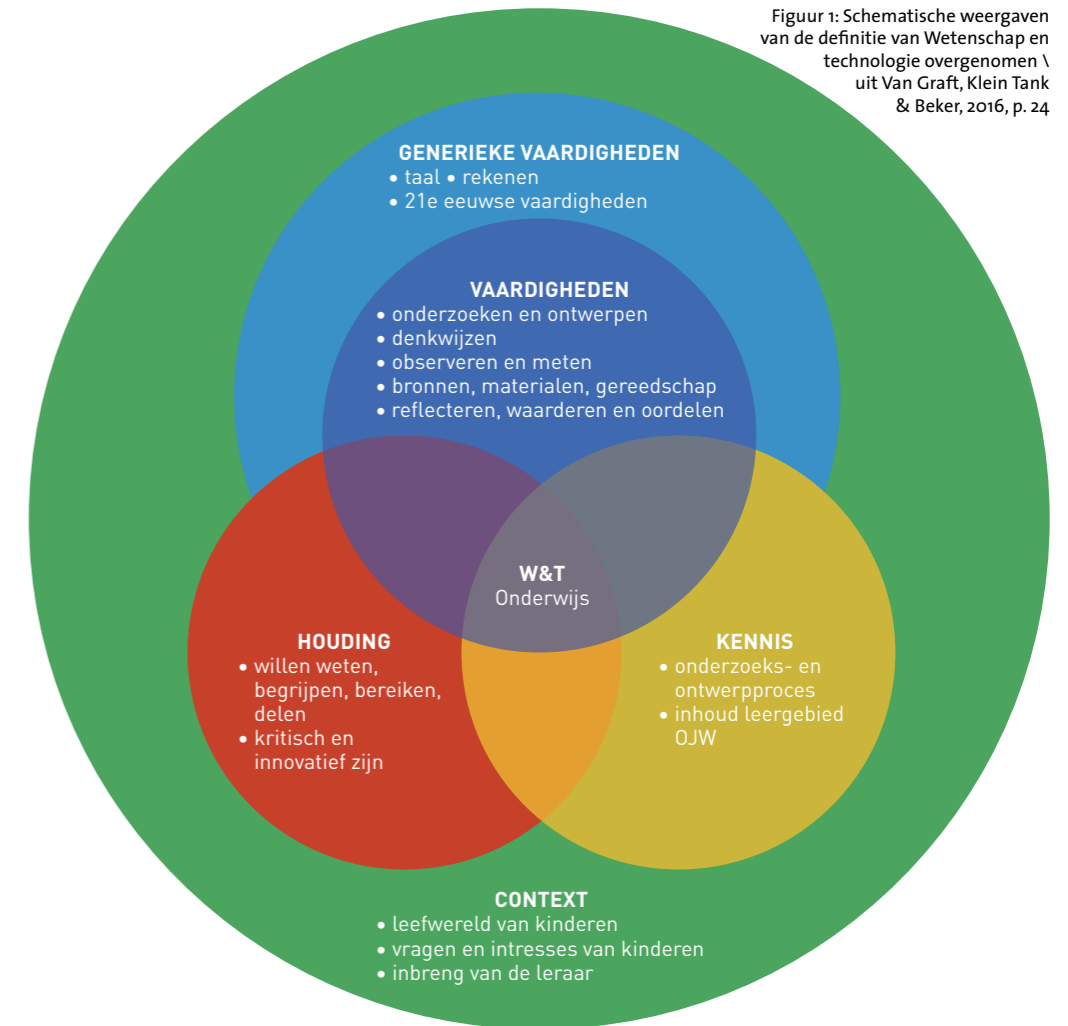 Figuur 1: Schematische weergaven
van de definitie van Wetenschap en
technologie overgenomen \
uit Van Graft, Klein Tank
& Beker, 2016, p. 24
GENERIEKE VAARDIGHEDEN
• taal • rekenen
• 21e eeuwse vaardigheden
VAARDIGHEDEN
• onderzoeken en ontwerpen
• denkwijzen
• observeren en meten
• bronnen, materialen, gereedschap
• reflecteren, waarderen en oordelen
W&T
Onderwijs
HOUDING
• willen weten,
begrijpen, bereiken,
delen
• kritisch en
innovatief zijn
KENNIS
• onderzoeks- en
ontwerpproces
• inhoud leergebied
OJW
CONTEXT
• leefwereld van kinderen
• vragen en intresses van kinderen
• inbreng van de leraar